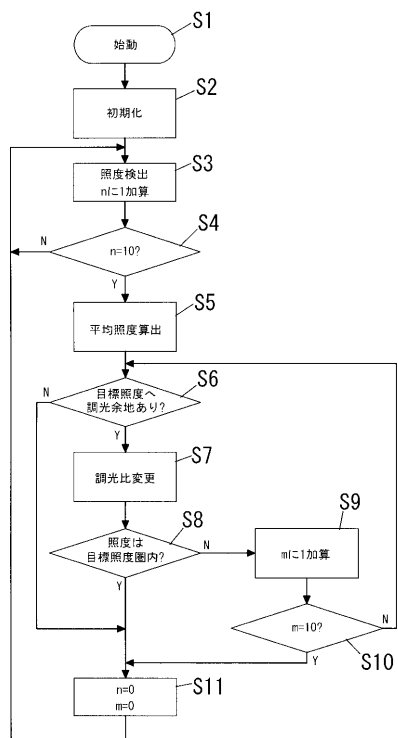 S1
始動
S2
初期化
S3
照度検出
nに1加算
S4
N
n=10?
Y
S5
平均照度算出
S6
N
目標照度へ
調光余地あり?
Y
S7
調光比変更
S8
照度は
目標照度圏内?
N
Y
S9
mに1加算
N
m=10?
Y
S10
S11
n=0
m=0